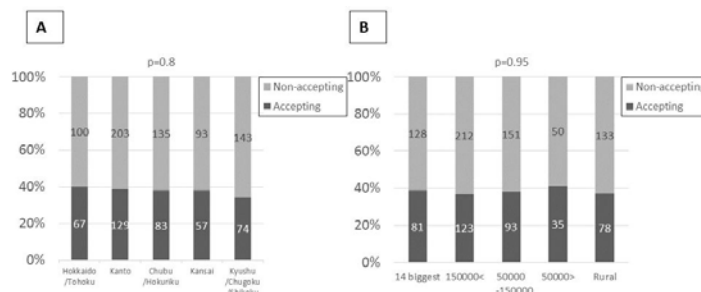 A
p=0.8
100%
80%
60%
40%
20%
0%
Non-accepting
Accepting
100 203 135 93 143
67 129 83 57 74
Hokkaido Kanto Chubu Kansai Kyushu
/Tohoku /Hokuriku /Chugoku
B
p=0.95
100%
80%
60%
40%
20%
0%
Non-accepting
Accepting
128 212 151 50 133
81 123 93 35 78
14 biggest 150000< 50000 50000> Rural
-150000